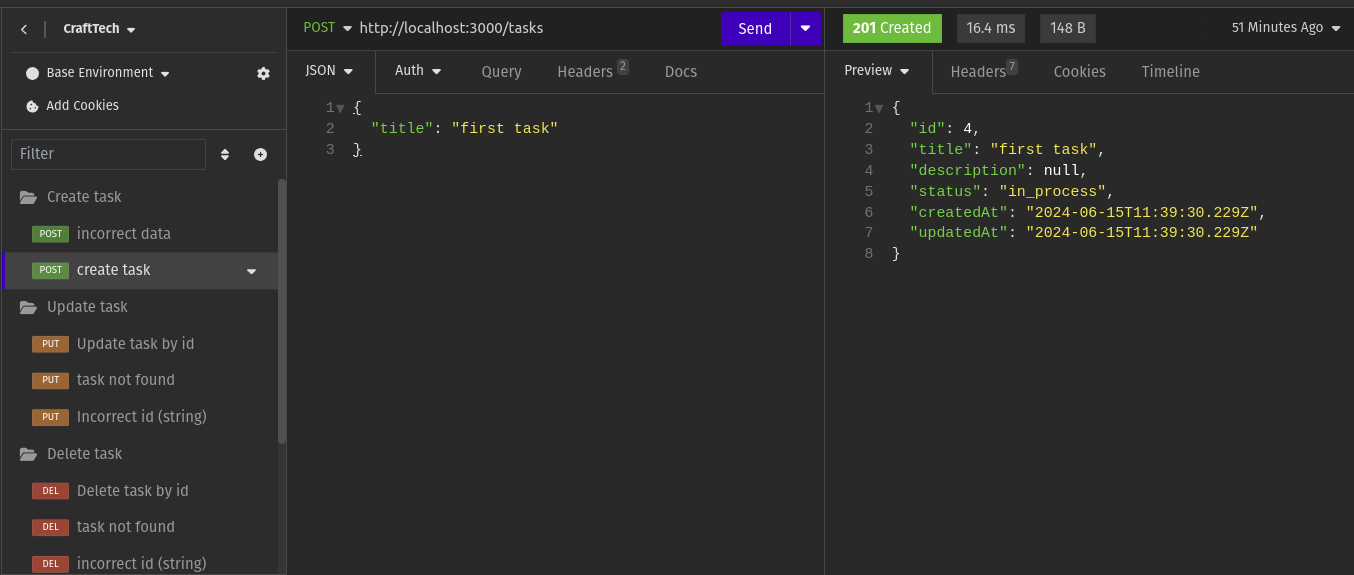 CraftTech
Base Environment
Add Cookies
Filter
Create task
POST incorrect data
POST create task
Update task
PUT Update task by id
PUT task not found
PUT Incorrect id (string)
Delete task
DEL Delete task by id
DEL task not found
DEL incorrect id (string)
POST http://localhost:3000/tasks Send
JSON Auth Query Headers 2 Docs
1 {
2 "title": "first task"
3 }
201 Created 16.4 ms 148 B 51 Minutes Ago
Preview Headers 7 Cookies Timeline
1 {
2 "id": 4,
3 "title": "first task",
4 "description": null,
5 "status": "in_process",
6 "createdAt": "2024-06-15T11:39:30.229Z",
7 "updatedAt": "2024-06-15T11:39:30.229Z"
8 }